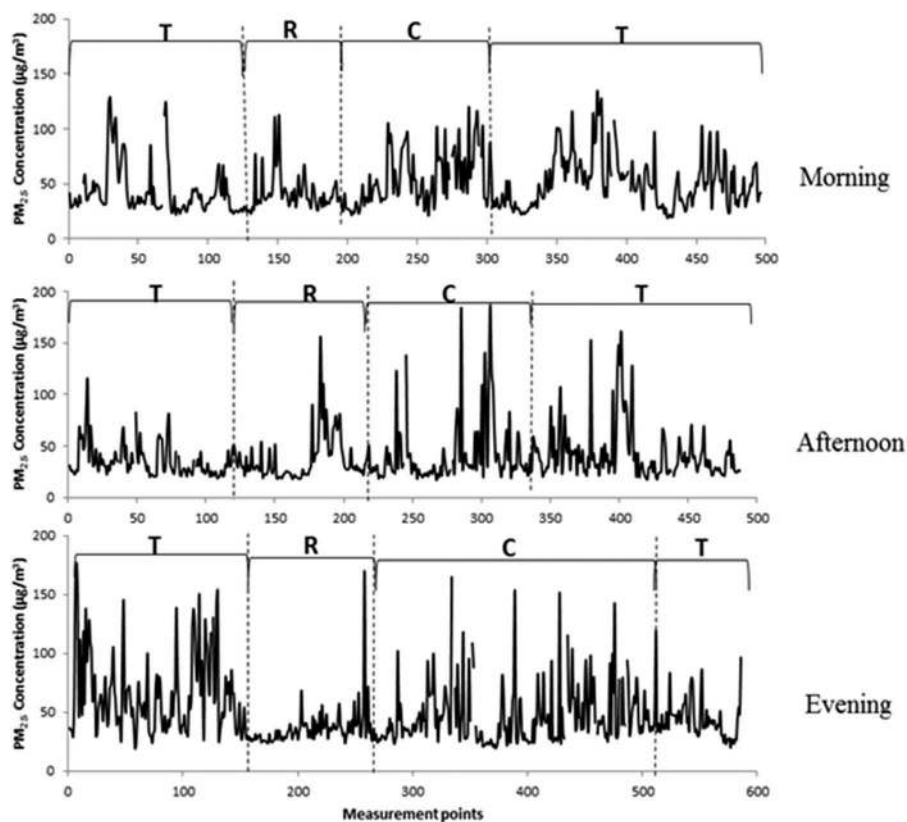 200
T R C T
150
100
50
0
PM2.5 Concentration (µg/m³)
0 50 100 150 200 250 300 350 400 450 500
Morning
200
T R C T
150
100
50
0
PM2.5 Concentration (µg/m³)
0 50 100 150 200 250 300 350 400 450 500
Afternoon
200
T R C T
150
100
50
0
PM2.5 Concentration (µg/m³)
0 100 200 300 400 500 600
Evening
Measurement points